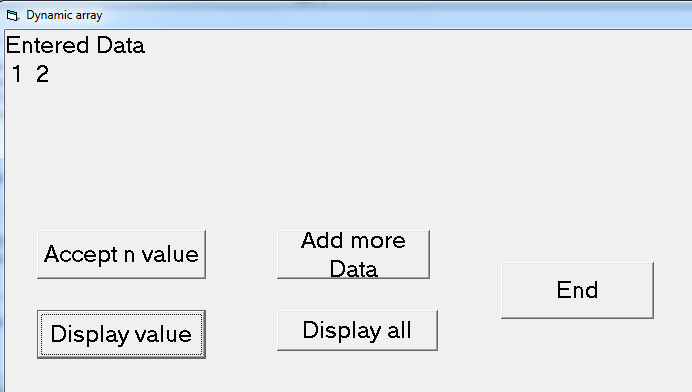 Dynamic array
Entered Data
1 2
Accept n value
Add more
Data
End
Display value
Display all